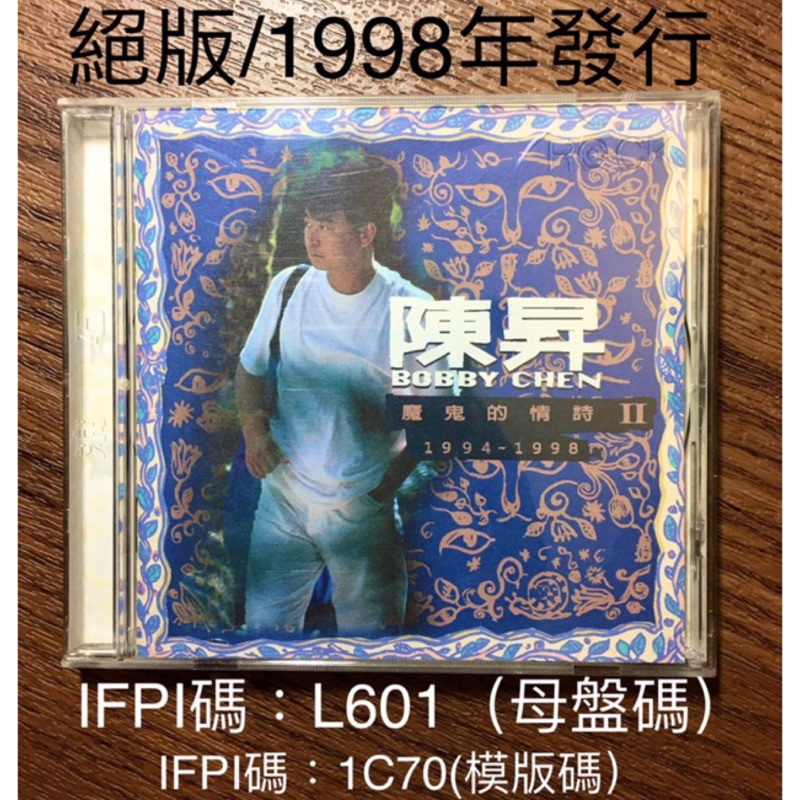 絕版/1998年發行
ROCK
陳昇
BOBBY CHEN
魔鬼的情詩 II
1994~1998
IFPI碼：L601（母盤碼）
IFPI碼：1C70(模版碼）